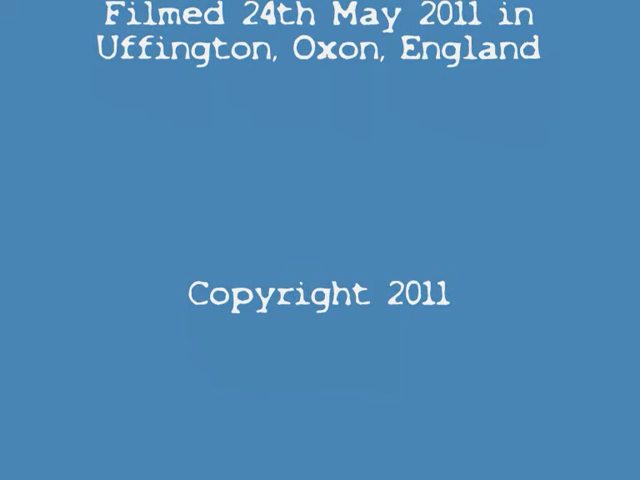 Filmed 24th May 2011 in
Uffington, Oxon, England
Copyright 2011